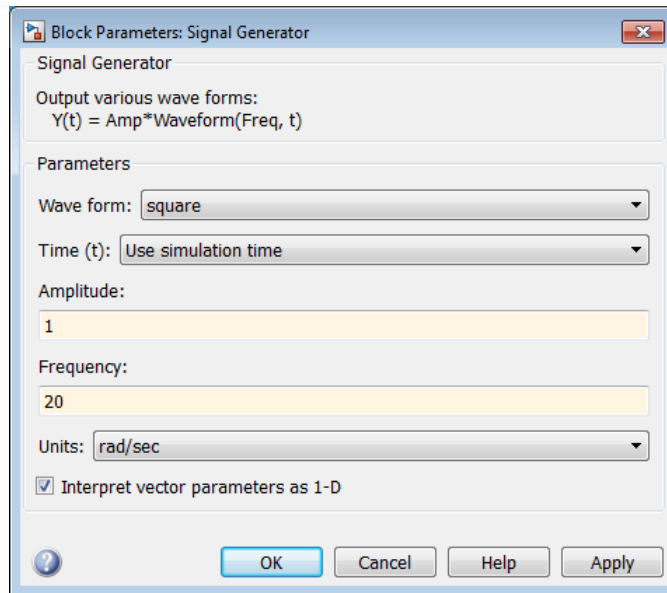 Block Parameters: Signal Generator
Signal Generator
Output various wave forms:
Y(t) = Amp*Waveform(Freq, t)
Parameters
Wave form: square
Time (t): Use simulation time
Amplitude:
1
Frequency:
20
Units: rad/sec
Interpret vector parameters as 1-D
? OK Cancel Help Apply